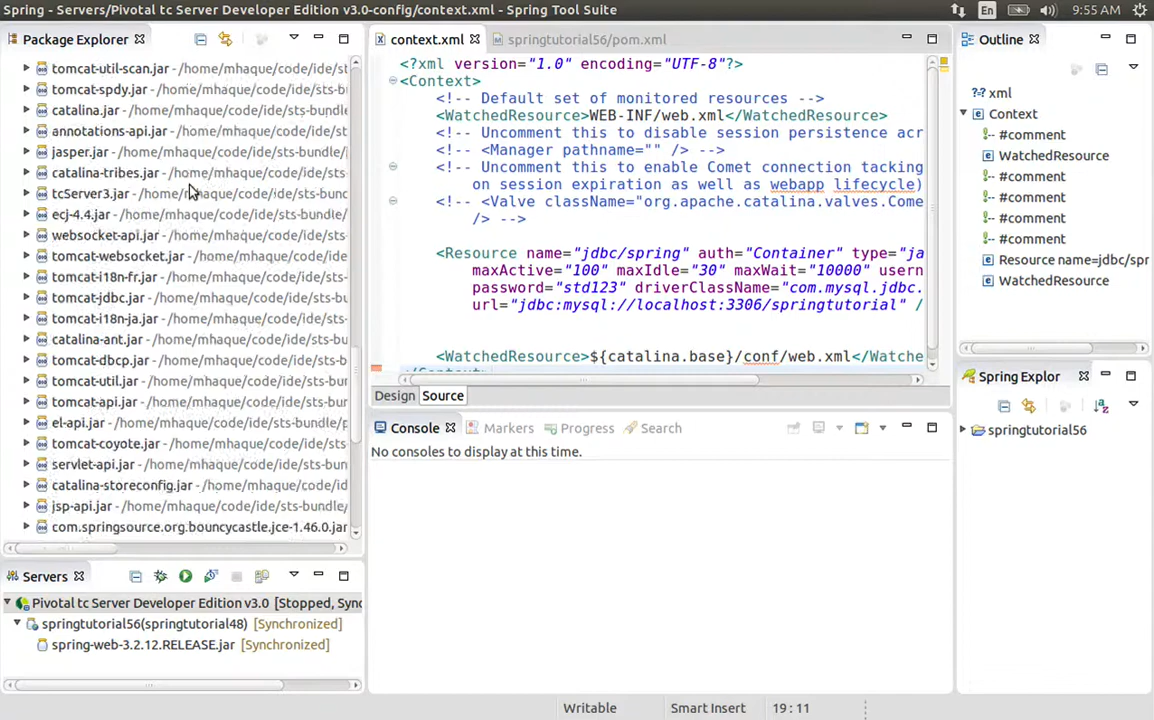 Spring - Servers/Pivotal tc Server Developer Edition v3.0-config/context.xml - Spring Tool Suite
En
9:55 AM
Package Explorer
tomcat-util-scan.jar - /home/mhaque/code/ide/st
tomcat-spdy.jar - /home/mhaque/code/ide/sts-bu
catalina.jar - /home/mhaque/code/ide/sts-bundle
annotations-api.jar - /home/mhaque/code/ide/sts
jasper.jar - /home/mhaque/code/ide/sts-bundle/
catalina-tribes.jar - /home/mhaque/code/ide/sts
tcServer3.jar - /home/mhaque/code/ide/sts-bunc
ecj-4.4.jar - /home/mhaque/code/ide/sts-bundle/
websocket-api.jar - /home/mhaque/code/ide/sts-
tomcat-websocket.jar - /home/mhaque/code/ide/
tomcat-i18n-fr.jar - /home/mhaque/code/ide/sts-
tomcat-jdbc.jar - /home/mhaque/code/ide/sts-bu
tomcat-i18n-ja.jar - /home/mhaque/code/ide/sts-
catalina-ant.jar - /home/mhaque/code/ide/sts-bu
tomcat-dbcp.jar - /home/mhaque/code/ide/sts-bu
tomcat-util.jar - /home/mhaque/code/ide/sts-bun
tomcat-api.jar - /home/mhaque/code/ide/sts-bun
el-api.jar - /home/mhaque/code/ide/sts-bundle/p
tomcat-coyote.jar - /home/mhaque/code/ide/sts-
servlet-api.jar - /home/mhaque/code/ide/sts-bun
catalina-storeconfig.jar - /home/mhaque/code/id
jsp-api.jar - /home/mhaque/code/ide/sts-bundle/
com.springsource.org.bouncycastle.jce-1.46.0.jar
Servers
Pivotal tc Server Developer Edition v3.0 [Stopped, Sync
springtutorial56(springtutorial48) [Synchronized]
spring-web-3.2.12.RELEASE.jar [Synchronized]
context.xml
springtutorial56/pom.xml
<?xml version="1.0" encoding="UTF-8"?>
<Context>
<!-- Default set of monitored resources -->
<WatchedResource>WEB-INF/web.xml</WatchedResource>
<!-- Uncomment this to disable session persistence acr
<!-- <Manager pathname="" /> -->
<!-- Uncomment this to enable Comet connection tacking
on session expiration as well as webapp lifecycle)
<!-- <Valve className="org.apache.catalina.valves.Come
/> -->
<Resource name="jdbc/spring" auth="Container" type="ja
maxActive="100" maxIdle="30" maxWait="10000" usern
password="std123" driverClassName="com.mysql.jdbc.
url="jdbc:mysql://localhost:3306/springtutorial" /
<WatchedResource>${catalina.base}/conf/web.xml</Watche
</Context>
Design
Source
Console
Markers
Progress
Search
No consoles to display at this time.
Outline
xml
Context
#comment
WatchedResource
#comment
#comment
#comment
#comment
Resource name=jdbc/spr
WatchedResource
Spring Explor
springtutorial56
Writable
Smart Insert
19 : 11